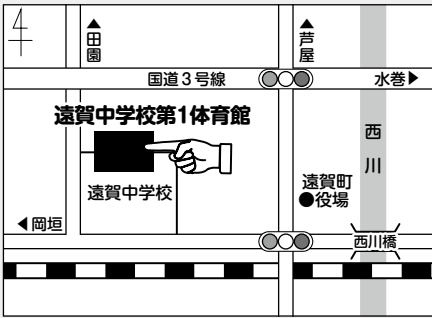 ▲田園
▲芦屋
国道3号線
水巻▶
遠賀中学校第1体育館
西川
遠賀中学校
遠賀町
●役場
◀岡垣
西川橋